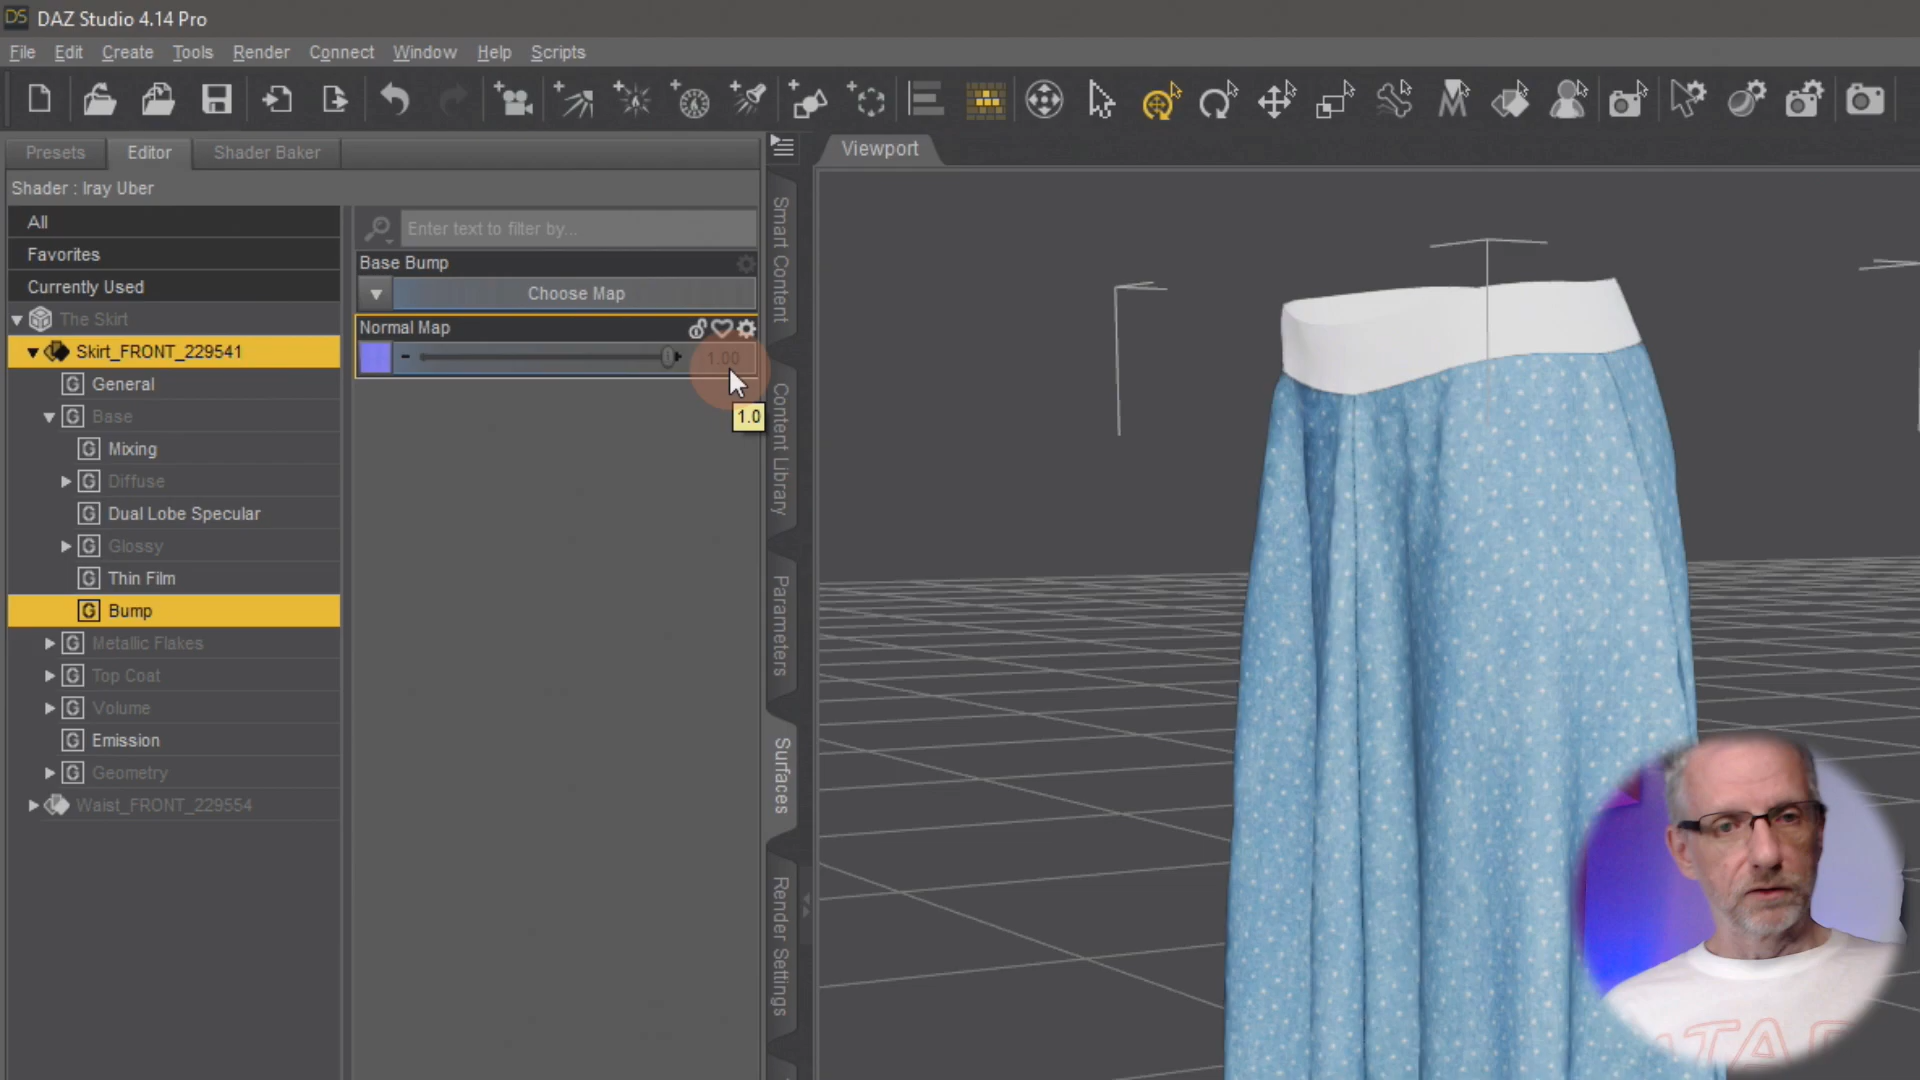 DS DAZ Studio 4.14 Pro
File Edit Create Tools Render Connect Window Help Scripts
Presets Editor Shader Baker
Viewport
Shader : Iray Uber
All
Favorites
Currently Used
The Skirt
Skirt_FRONT_229541
G General
G Base
G Mixing
G Diffuse
G Dual Lobe Specular
G Glossy
G Thin Film
G Bump
G Metallic Flakes
G Top Coat
G Volume
G Emission
G Geometry
Waist_FRONT_229554
Enter text to filter by...
Base Bump
Choose Map
Normal Map
1.00
1.0
Smart Content
Content Library
Parameters
Surfaces
Render Settings